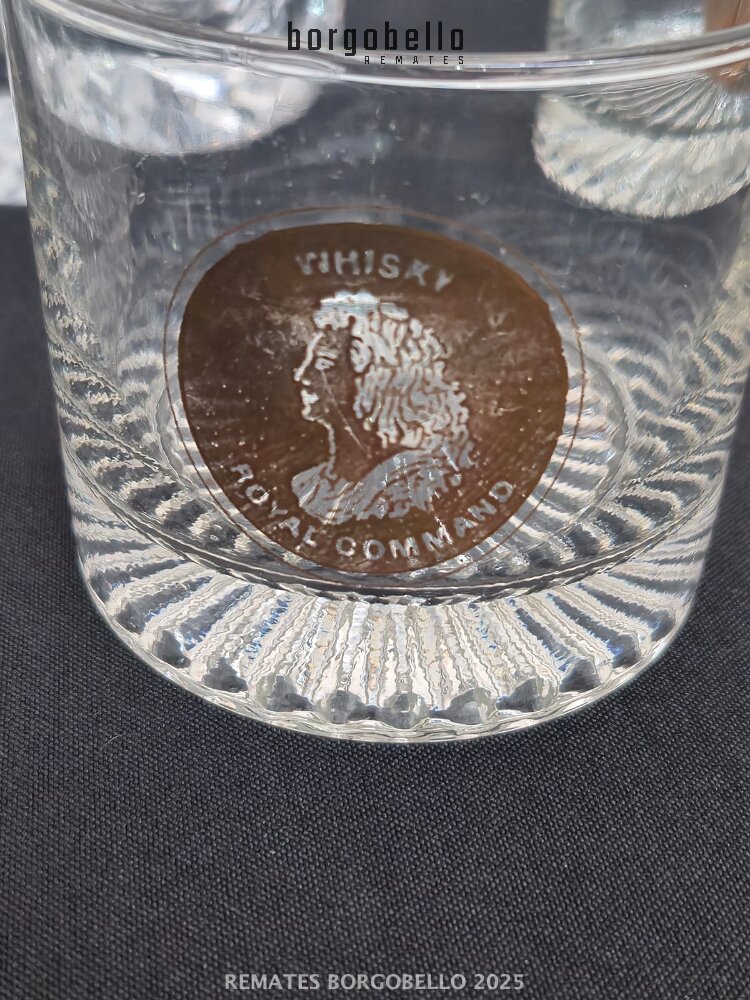 borgobello
REMATES
WHISKY
ROYAL COMMAND
REMATES BORGOBELLO 2025